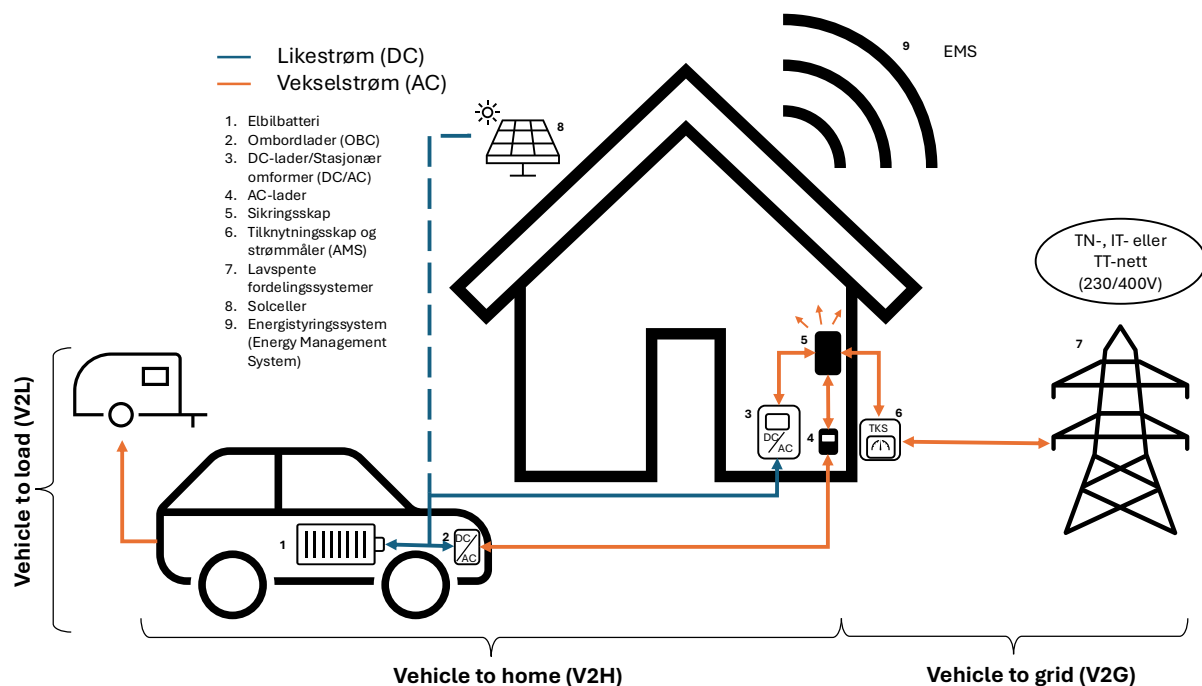 Likestrøm (DC)
Vekselstrøm (AC)
1. Elbilbatteri
2. Ombordlader (OBC)
3. DC-lader/Stasjonær
omformer (DC/AC)
4. AC-lader
5. Sikringsskap
6. Tilknytningsskap og
strømmåler (AMS)
7. Lavspente
fordelingssystemer
8. Solceller
9. Energistyringssystem
(Energy Management
System)
8
9
EMS
TN-, IT- eller
TT-nett
(230/400V)
7
5
3
DC
AC
4
6
TKS
1
2
DC
AC
Vehicle to load (V2L)
Vehicle to home (V2H)
Vehicle to grid (V2G)